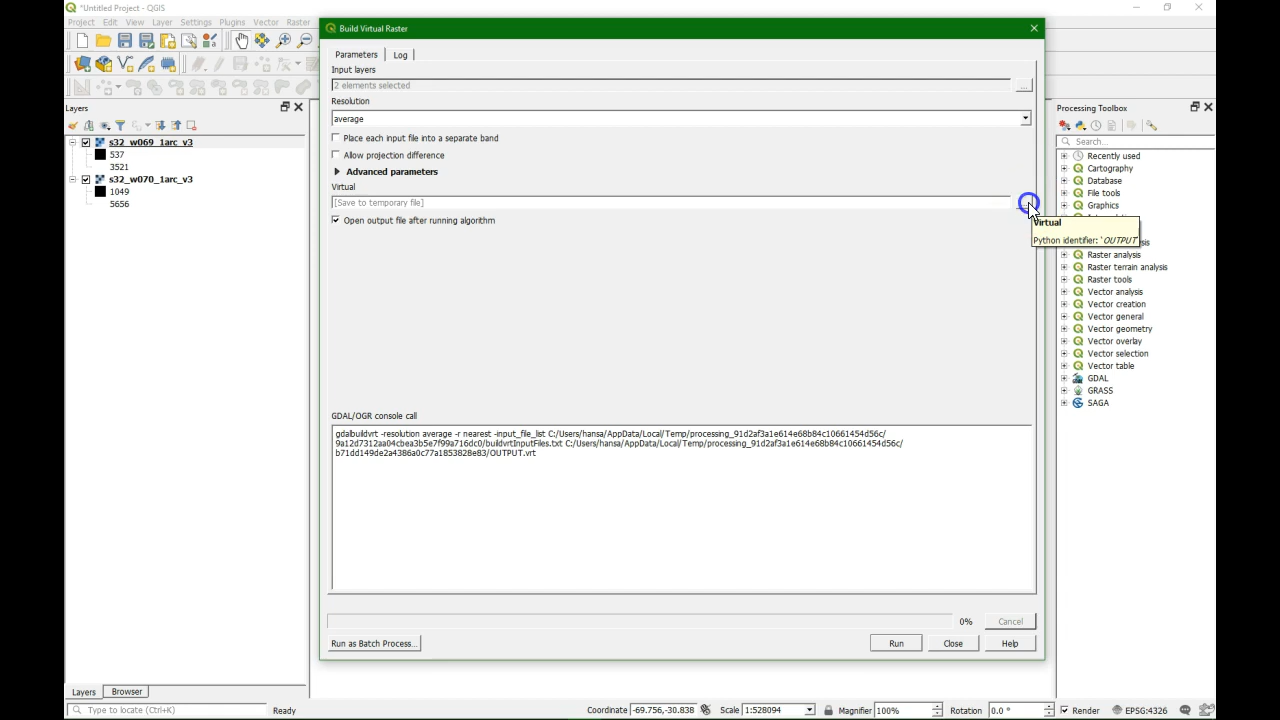 *Untitled Project - QGIS
Project Edit View Layer Settings Plugins Vector Raster
Build Virtual Raster
Parameters Log
Input layers
2 elements selected
...
Resolution
average
Layers
Processing Toolbox
Place each input file into a separate band
Search...
s32_w069_1arc_v3
537
3521
s32_w070_1arc_v3
1049
5656
Allow projection difference
Advanced parameters
Virtual
[Save to temporary file]
Open output file after running algorithm
Virtual
Python identifier: 'OUTPUT'
Recently used
Cartography
Database
File tools
Graphics
Raster analysis
Raster terrain analysis
Raster tools
Vector analysis
Vector creation
Vector general
Vector geometry
Vector overlay
Vector selection
Vector table
GDAL
GRASS
SAGA
GDAL/OGR console call
gdalbuildvrt -resolution average -r nearest -input_file_list C:/Users/hansa/AppData/Local/Temp/processing_91d2af3a1e614e68b84c10661454d56c/
9a12d7312aa04cbea3b5e7f99a716dc0/buildvrtInputFiles.txt C:/Users/hansa/AppData/Local/Temp/processing_91d2af3a1e614e68b84c10661454d56c/
b71dd149de2a4386a0c77a1853828e83/OUTPUT.vrt
0%
Cancel
Run as Batch Process...
Run
Close
Help
Layers Browser
Type to locate (Ctrl+K)
Ready
Coordinate -69.756,-30.838
Scale 1:528094
Magnifier 100%
Rotation 0.0 °
Render
EPSG:4326